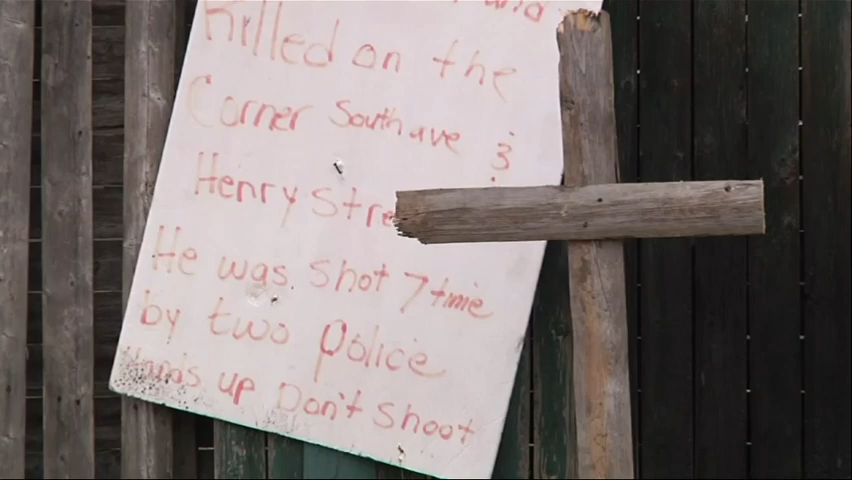 Killed on the
Corner South ave &
Henry Stre
He was Shot 7 time
by two Police
Hands up Don't Shoot